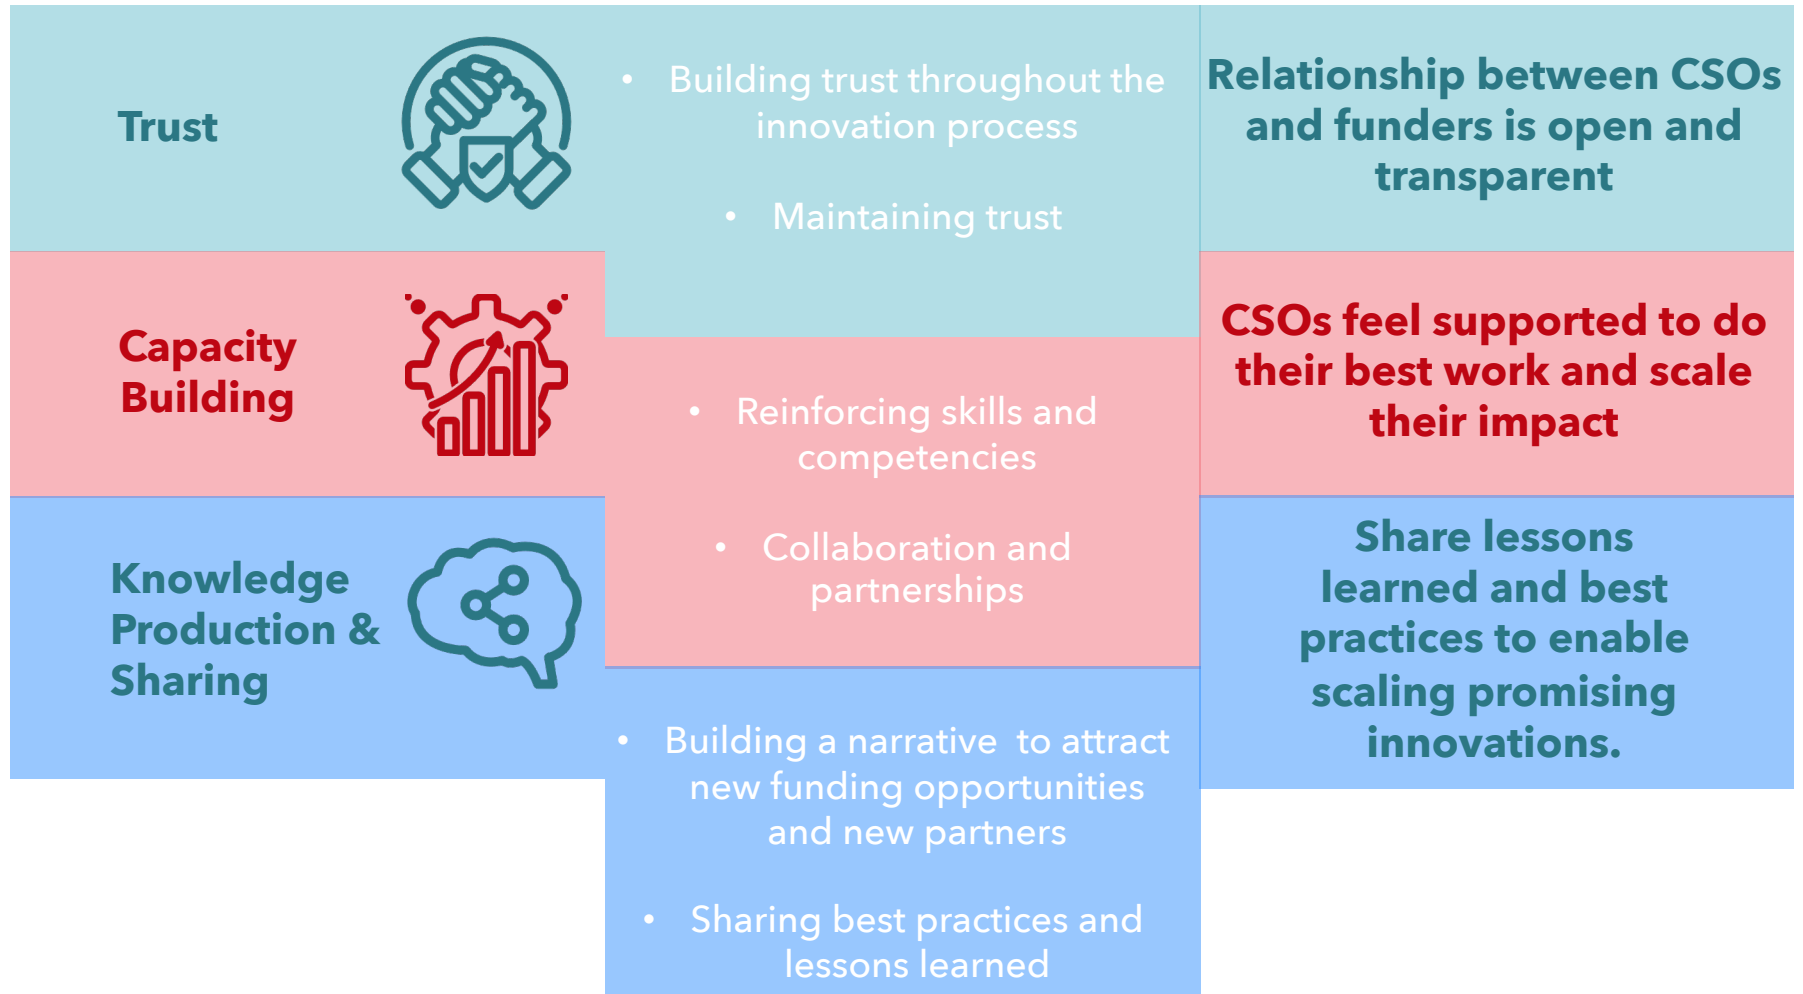 Trust
• Building trust throughout the
innovation process
• Maintaining trust
Relationship between CSOs
and funders is open and
transparent
Capacity
Building
• Reinforcing skills and
competencies
• Collaboration and
partnerships
CSOs feel supported to do
their best work and scale
their impact
Knowledge
Production &
Sharing
• Building a narrative  to attract
new funding opportunities
and new partners
• Sharing best practices and
lessons learned
Share lessons
learned and best
practices to enable
scaling promising
innovations.